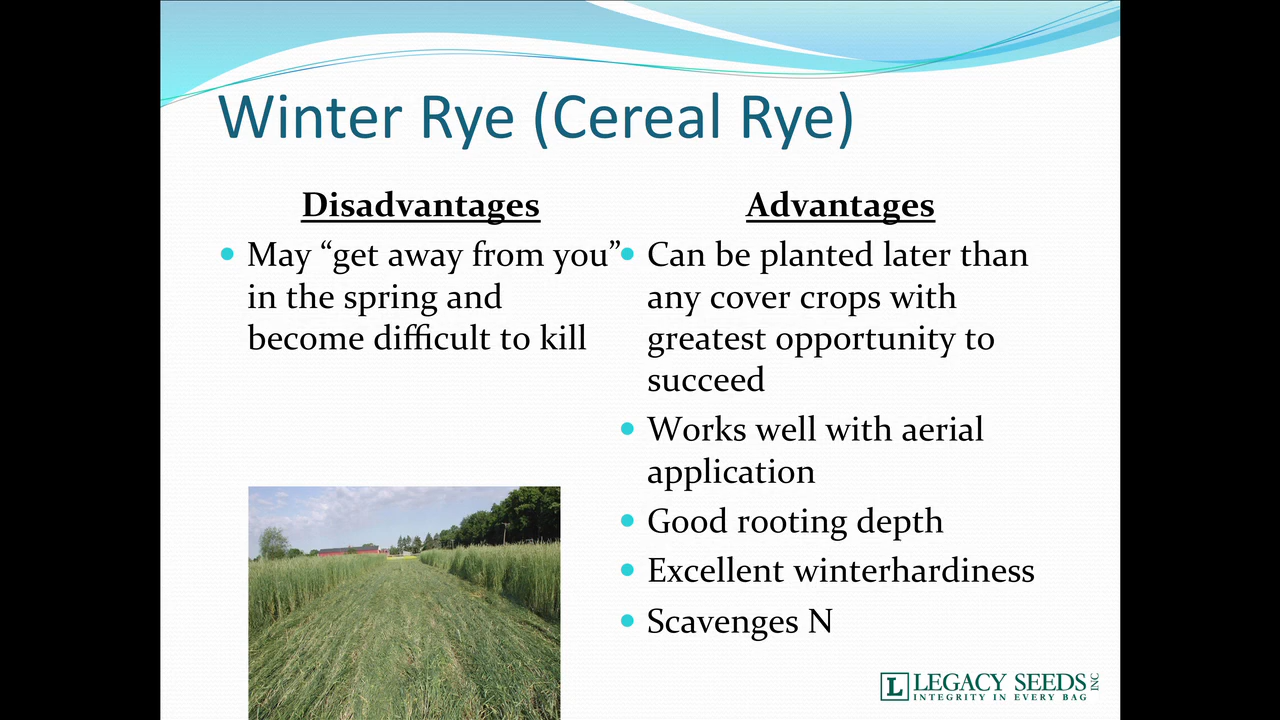 Winter Rye (Cereal Rye)
Disadvantages
• May “get away from you”
in the spring and
become difficult to kill
Advantages
• Can be planted later than
any cover crops with
greatest opportunity to
succeed
• Works well with aerial
application
• Good rooting depth
• Excellent winterhardiness
• Scavenges N
L LEGACY SEEDS INC
INTEGRITY IN EVERY BAG